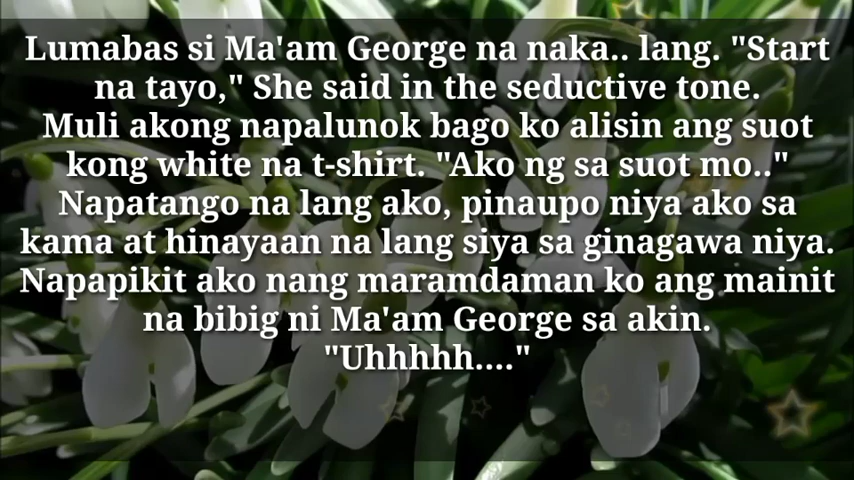 Lumabas si Ma'am George na naka.. lang. "Start
na tayo," She said in the seductive tone.
Muli akong napalunok bago ko alisin ang suot
kong white na t-shirt. "Ako ng sa suot mo.."
Napatango na lang ako, pinaupo niya ako sa
kama at hinayaan na lang siya sa ginagawa niya.
Napapikit ako nang maramdaman ko ang mainit
na bibig ni Ma'am George sa akin.
"Uhhhhh...."